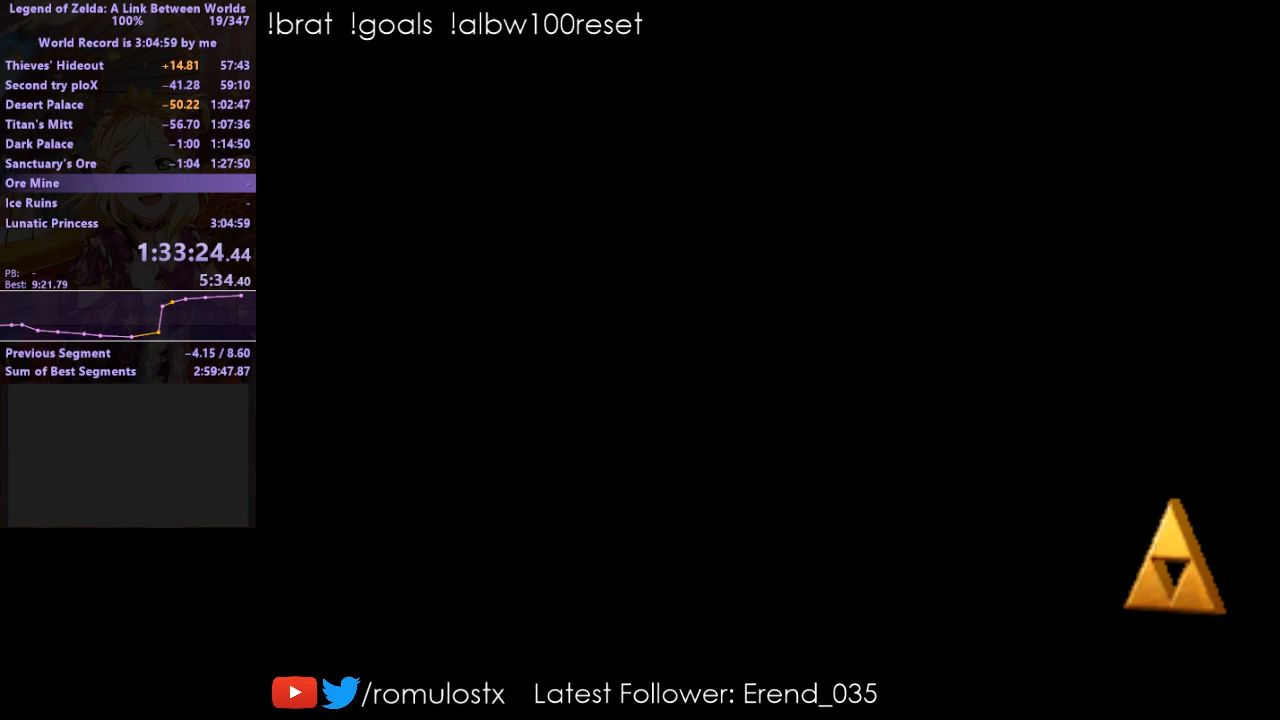 Legend of Zelda: A Link Between Worlds
100% 19/347
World Record is 3:04:59 by me
Thieves' Hideout +14.81 57:43
Second try ploX −41.28 59:10
Desert Palace −50.22 1:02:47
Titan's Mitt −56.70 1:07:36
Dark Palace −1:00 1:14:50
Sanctuary's Ore −1:04 1:27:50
Ore Mine -
Ice Ruins -
Lunatic Princess 3:04:59
1:33:24.44
PB: -
Best: 9:21.79 5:34.40
Previous Segment −4.15 / 8.60
Sum of Best Segments 2:59:47.87
!brat !goals !albw100reset
/romulostx Latest Follower: Erend_035